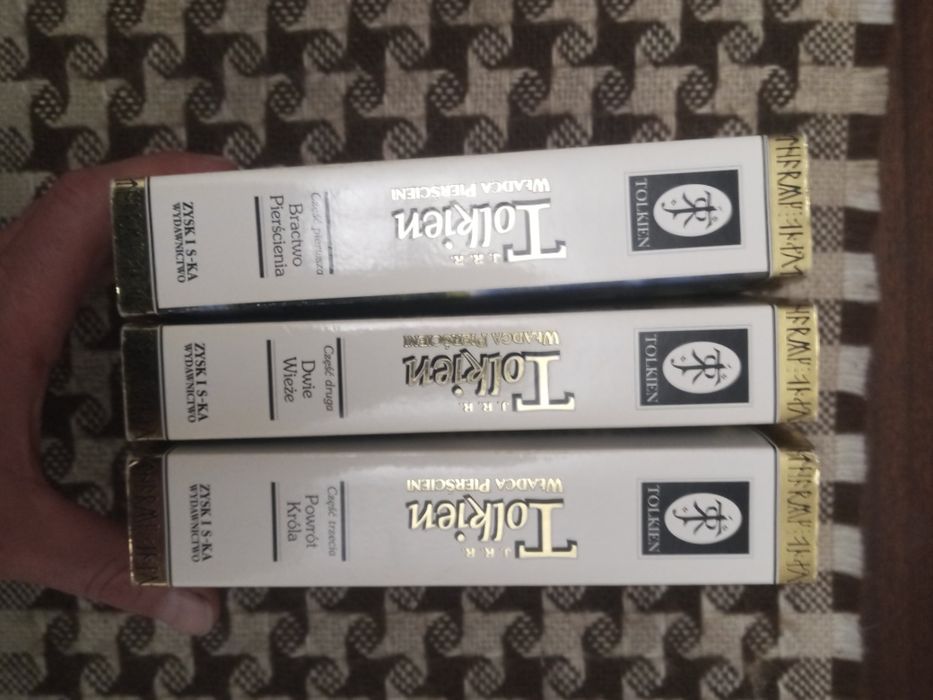 TOLKIEN
J. R. R.
Tolkien
WŁADCA PIERŚCIENI
Część pierwsza
Bractwo
Pierścienia
ZYSK I S-KA
WYDAWNICTWO
TOLKIEN
J. R. R.
Tolkien
WŁADCA PIERŚCIENI
Część druga
Dwie
Wieże
ZYSK I S-KA
WYDAWNICTWO
TOLKIEN
J. R. R.
Tolkien
WŁADCA PIERŚCIENI
Część trzecia
Powrót
Króla
ZYSK I S-KA
WYDAWNICTWO